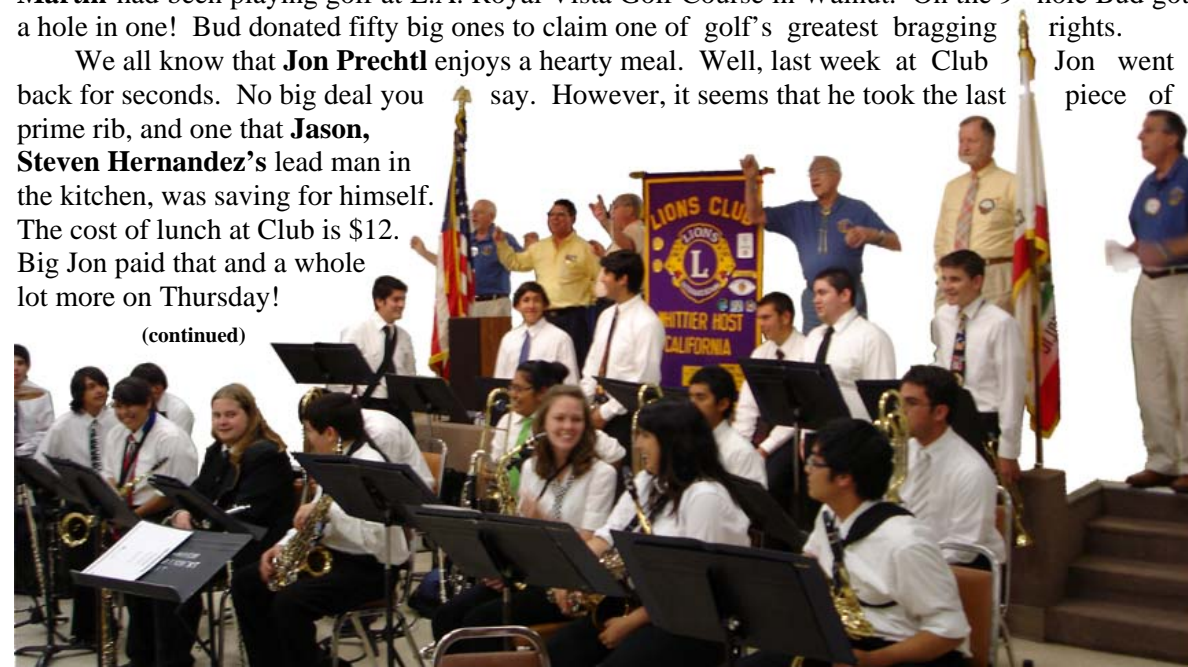 Martin had been playing golf at L.A. Royal Vista Golf Course in Walnut. On the 9 hole Bud got
a hole in one! Bud donated fifty big ones to claim one of golf's greatest bragging rights.
We all know that Jon Prechtl enjoys a hearty meal. Well, last week at Club Jon went
back for seconds. No big deal you say. However, it seems that he took the last piece of
prime rib, and one that Jason,
Steven Hernandez's lead man in
the kitchen, was saving for himself.
The cost of lunch at Club is $12.
Big Jon paid that and a whole
lot more on Thursday!
(continued)
LIONS CLUB
LIONS
L
WHITTIER HOST
CALIFORNIA